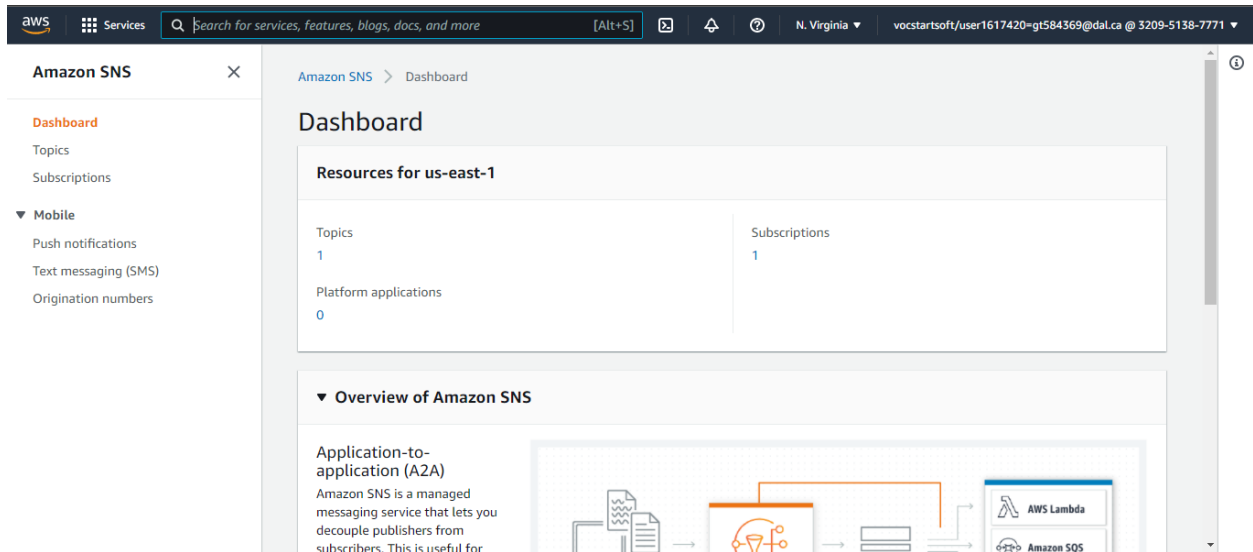 aws
Services
Search for services, features, blogs, docs, and more
[Alt+S]
N. Virginia ▼
vocstartsoft/user1617420=gt584369@dal.ca @ 3209-5138-7771 ▼
Amazon SNS
Dashboard
Topics
Subscriptions
Mobile
Push notifications
Text messaging (SMS)
Origination numbers
Amazon SNS > Dashboard
Dashboard
Resources for us-east-1
Topics
1
Subscriptions
1
Platform applications
0
Overview of Amazon SNS
Application-to-
application (A2A)
Amazon SNS is a managed
messaging service that lets you
decouple publishers from
subscribers. This is useful for
AWS Lambda
Amazon SQS